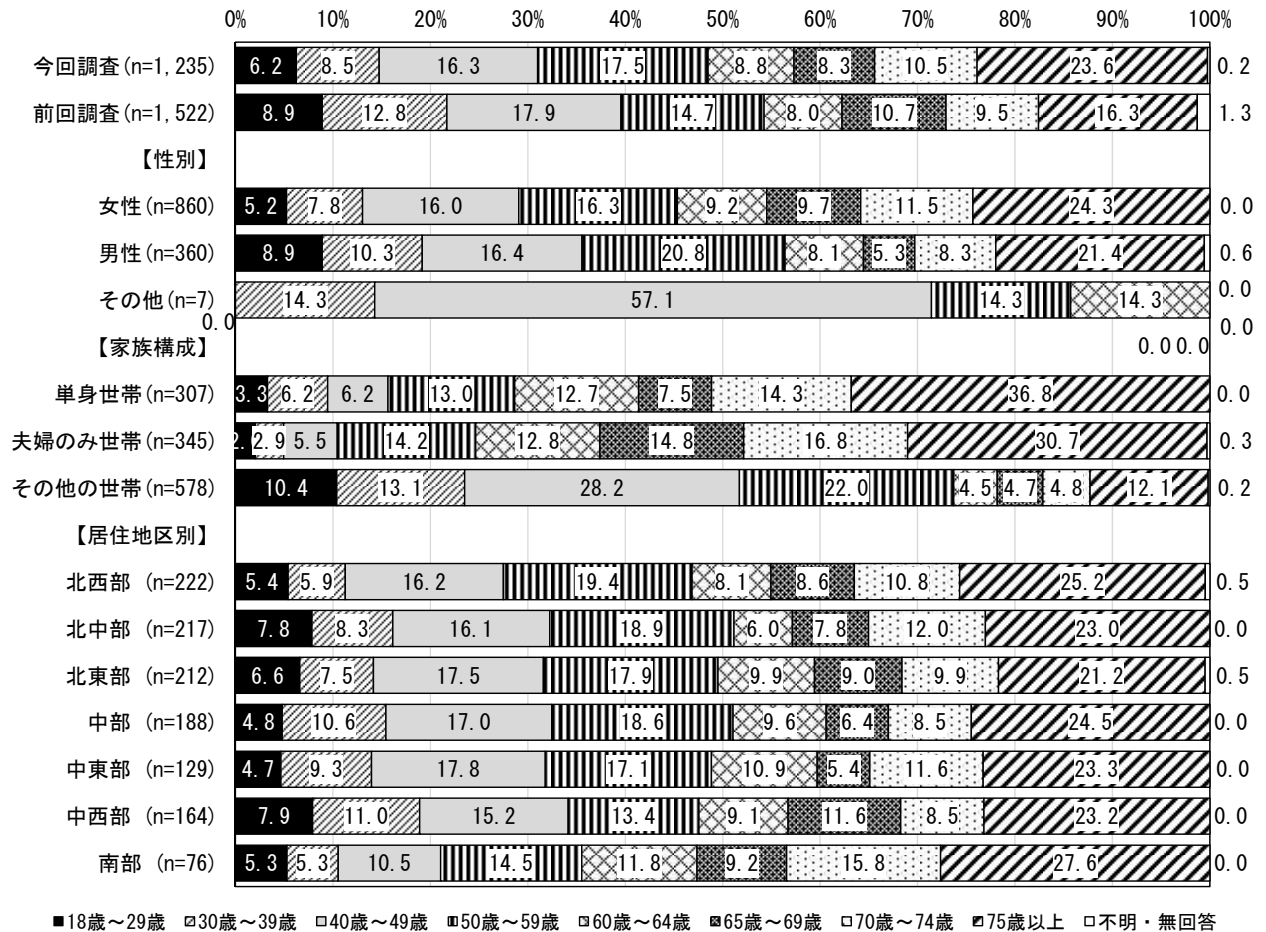 0% 10% 20% 30% 40% 50% 60% 70% 80% 90% 100%
今回調査(n=1,235) 6.2 8.5 16.3 17.5 8.8 8.3 10.5 23.6 0.2
前回調査(n=1,522) 8.9 12.8 17.9 14.7 8.0 10.7 9.5 16.3 1.3
【性別】
女性(n=860) 5.2 7.8 16.0 16.3 9.2 9.7 11.5 24.3 0.0
男性(n=360) 8.9 10.3 16.4 20.8 8.1 5.3 8.3 21.4 0.6
その他(n=7) 14.3 57.1 14.3 14.3 0.0
0.0 0.0
【家族構成】 0.0 0.0
単身世帯(n=307) 3.3 6.2 6.2 13.0 12.7 7.5 14.3 36.8 0.0
夫婦のみ世帯(n=345) 2.9 5.5 14.2 12.8 14.8 16.8 30.7 0.3
その他の世帯(n=578) 10.4 13.1 28.2 22.0 4.5 4.7 4.8 12.1 0.2
【居住地区別】
北西部 (n=222) 5.4 5.9 16.2 19.4 8.1 8.6 10.8 25.2 0.5
北中部 (n=217) 7.8 8.3 16.1 18.9 6.0 7.8 12.0 23.0 0.0
北東部 (n=212) 6.6 7.5 17.5 17.9 9.9 9.0 9.9 21.2 0.5
中部 (n=188) 4.8 10.6 17.0 18.6 9.6 6.4 8.5 24.5 0.0
中東部 (n=129) 4.7 9.3 17.8 17.1 10.9 5.4 11.6 23.3 0.0
中西部 (n=164) 7.9 11.0 15.2 13.4 9.1 11.6 8.5 23.2 0.0
南部 (n=76) 5.3 5.3 10.5 14.5 11.8 9.2 15.8 27.6 0.0
18歳～29歳 30歳～39歳 40歳～49歳 50歳～59歳 60歳～64歳 65歳～69歳 70歳～74歳 75歳以上 不明・無回答